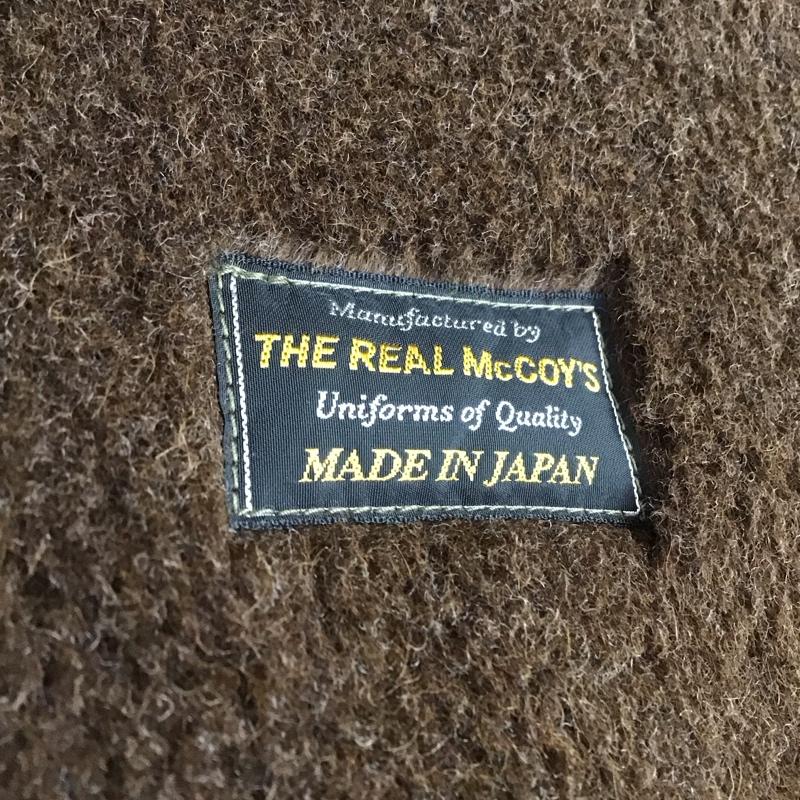 Manufactured by
THE REAL McCOY'S
Uniforms of Quality
MADE IN JAPAN